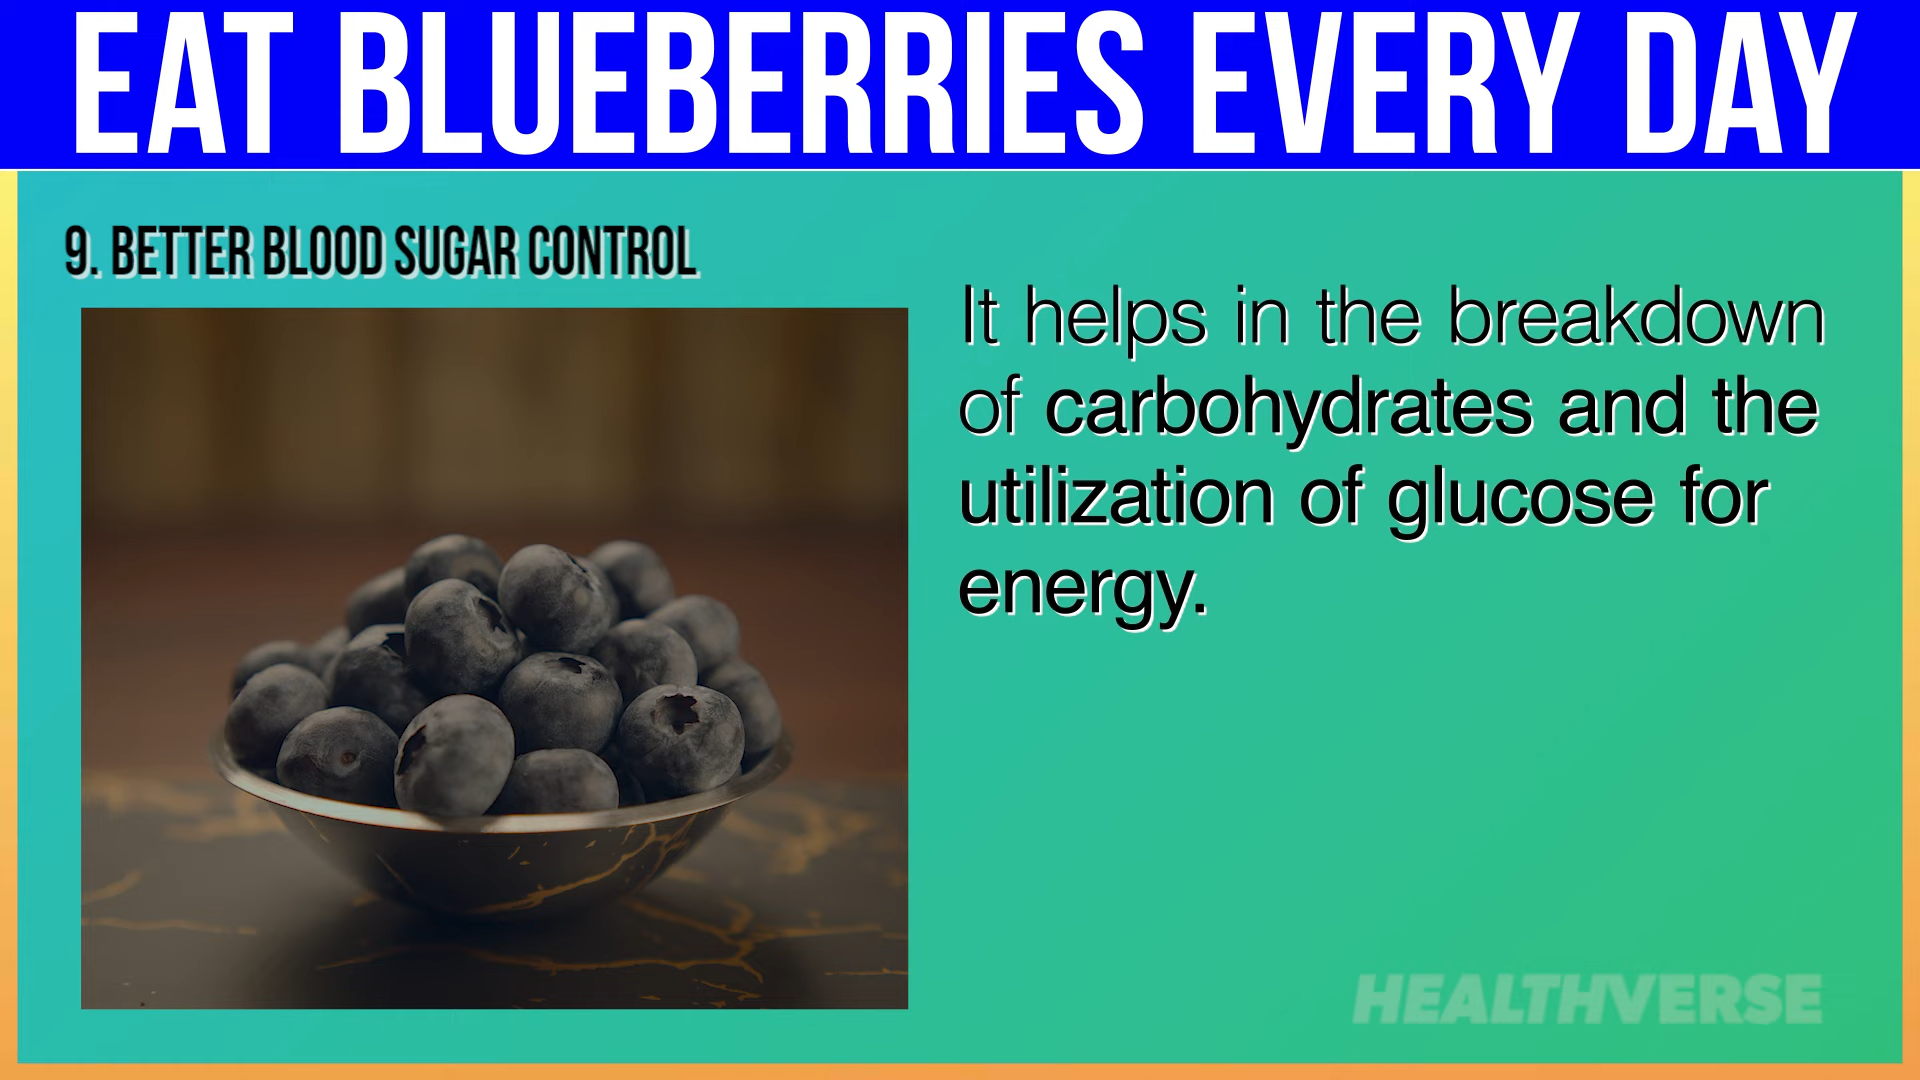 EAT BLUEBERRIES EVERY DAY
9. BETTER BLOOD SUGAR CONTROL
It helps in the breakdown
of carbohydrates and the
utilization of glucose for
energy.
HEALTHVERSE